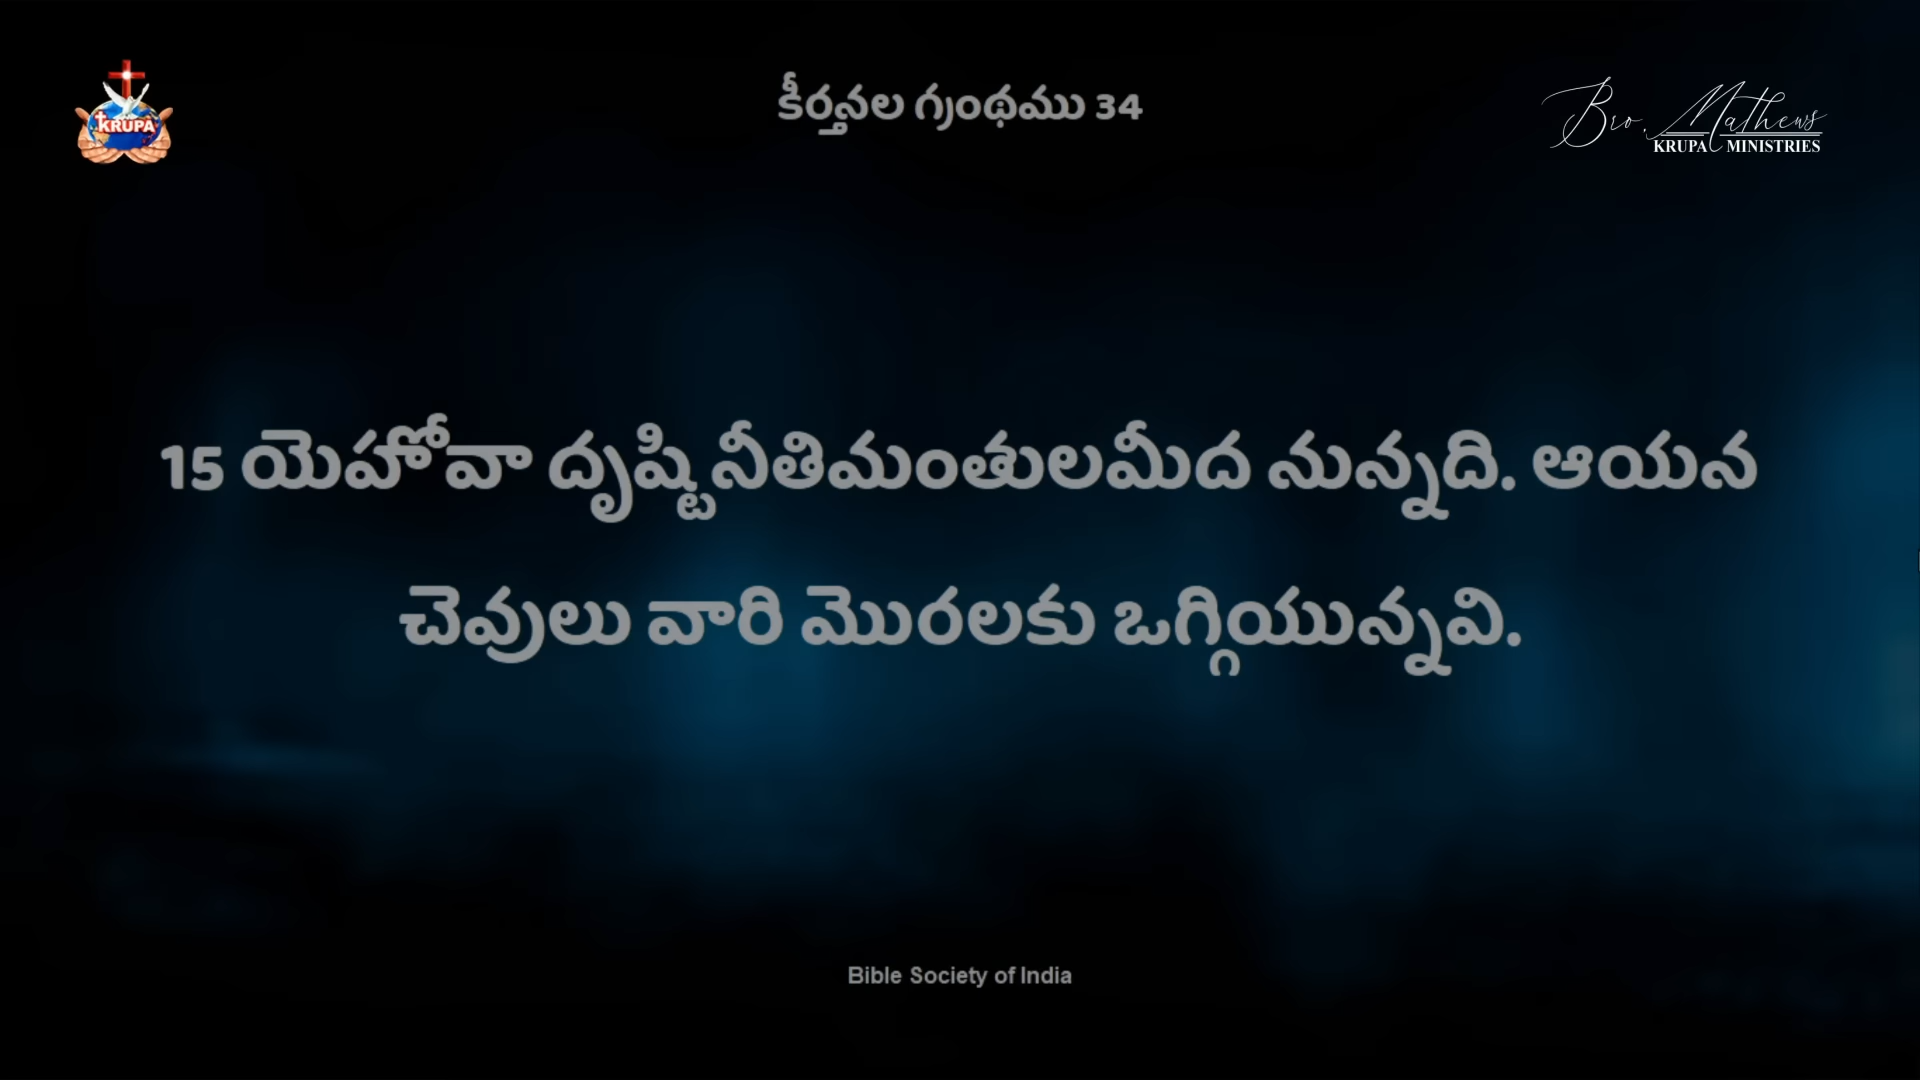 KRUPA
కీర్తనల గ్రంథము 34
Bro. Mathews
KRUPA MINISTRIES
15 యెహోవా దృష్టి నీతిమంతులమీద నున్నది. ఆయన
చెవులు వారి మొరలకు ఒగ్గియున్నవి.
Bible Society of India